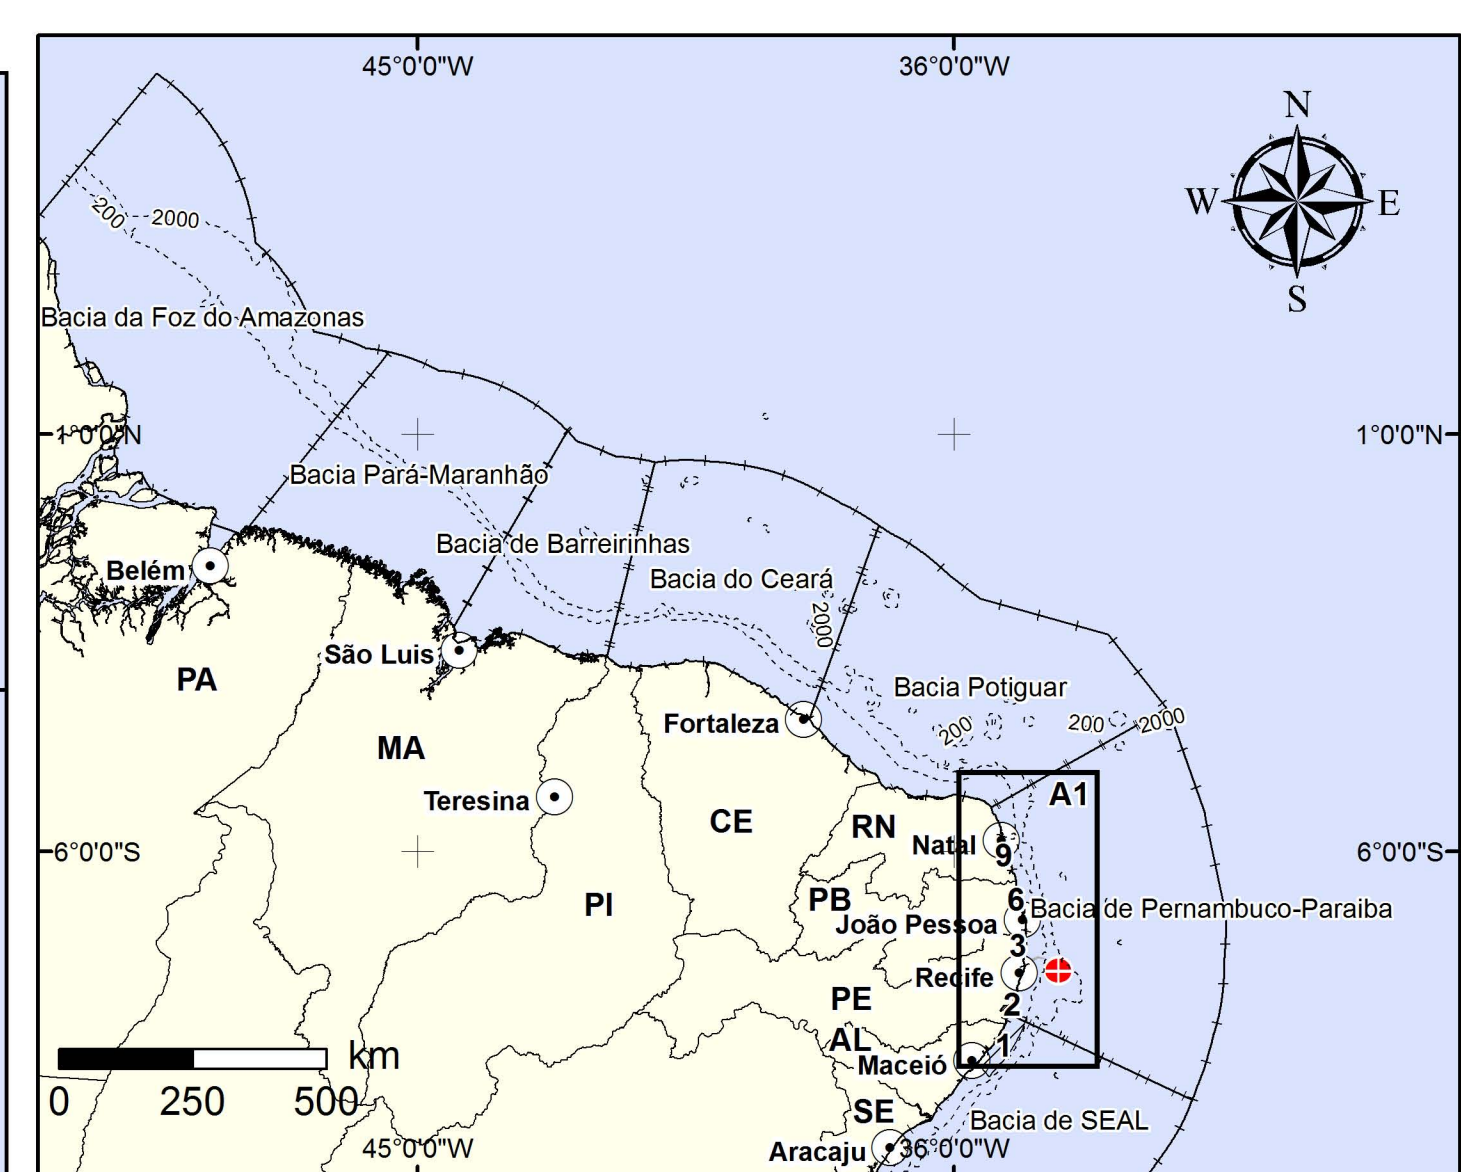 45°0'0"W
36°0'0"W
N
W
E
S
200
2000
Bacia da Foz do Amazonas
1°0'0"N
1°0'0"N
Bacia Pará-Maranhão
Bacia de Barreirinhas
Belém
Bacia do Ceará
2000
São Luis
PA
Bacia Potiguar
Fortaleza
200
200
2000
MA
A1
Teresina
CE
RN
Natal
9
6°0'0"S
6°0'0"S
PI
PB
6
Bacia de Pernambuco-Paraiba
João Pessoa
3
Recife
PE
2
AL
1
Maceió
km
0
250
500
SE
Bacia de SEAL
45°0'0"W
Aracaju
36°0'0"W